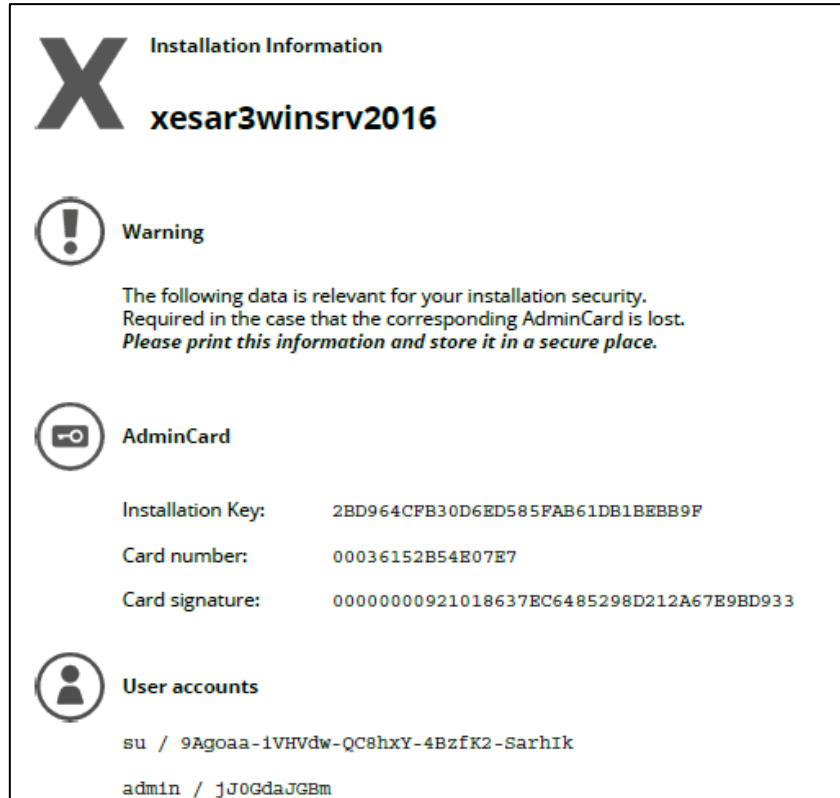 X
Installation Information
xesar3winsrv2016
!
Warning
The following data is relevant for your installation security.
Required in the case that the corresponding AdminCard is lost.
Please print this information and store it in a secure place.
AdminCard
Installation Key: 2BD964CFB30D6ED585FAB61DB1BEBB9F
Card number: 00036152B54E07E7
Card signature: 00000000921018637EC6485298D212A67E9BD933
User accounts
su / 9Agoaa-iVHVdw-QC8hxY-4BzfK2-SarhIk
admin / jJ0GdaJGBm